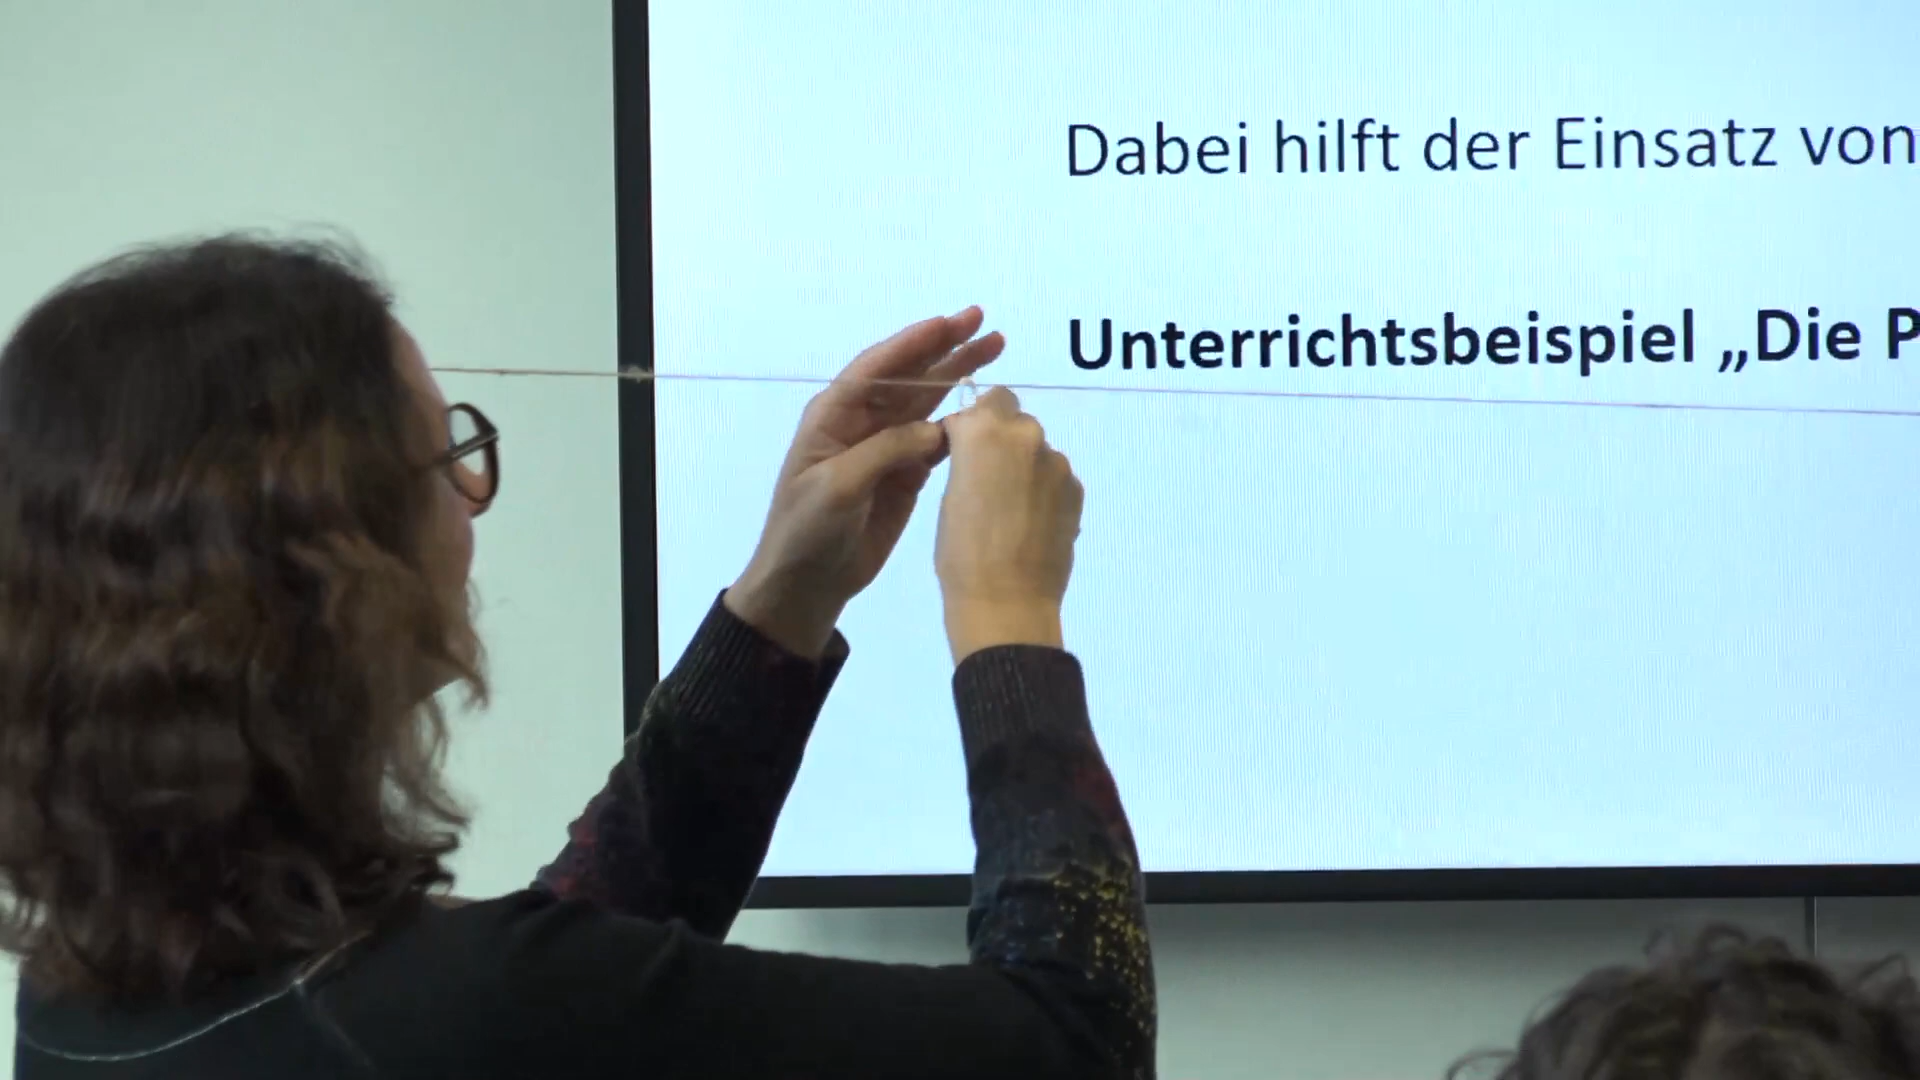 Dabei hilft der Einsatz von
Unterrichtsbeispiel „Die P